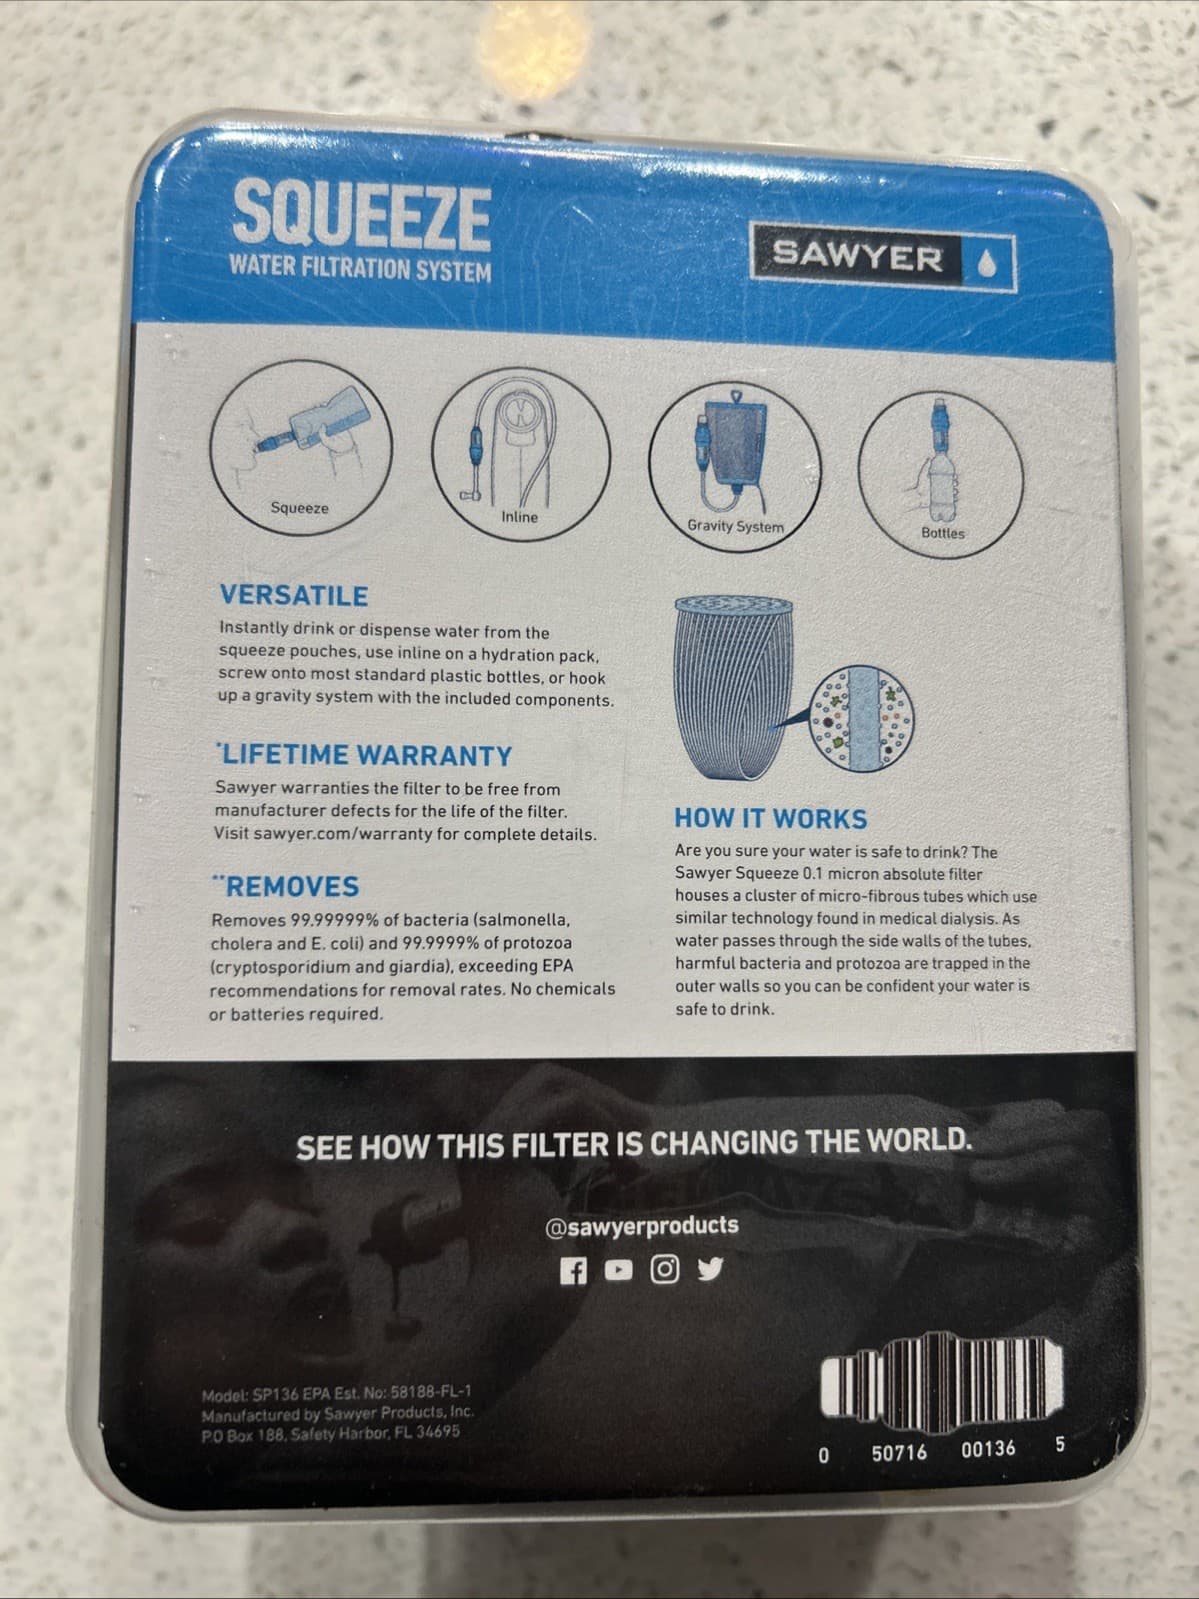 SQUEEZE
WATER FILTRATION SYSTEM
SAWYER
Squeeze
Inline
Gravity System
Bottles
VERSATILE
Instantly drink or dispense water from the
squeeze pouches, use inline on a hydration pack,
screw onto most standard plastic bottles, or hook
up a gravity system with the included components.
*LIFETIME WARRANTY
Sawyer warranties the filter to be free from
manufacturer defects for the life of the filter.
Visit sawyer.com/warranty for complete details.
**REMOVES
Removes 99.99999% of bacteria (salmonella,
cholera and E. coli) and 99.9999% of protozoa
(cryptosporidium and giardia), exceeding EPA
recommendations for removal rates. No chemicals
or batteries required.
HOW IT WORKS
Are you sure your water is safe to drink? The
Sawyer Squeeze 0.1 micron absolute filter
houses a cluster of micro-fibrous tubes which use
similar technology found in medical dialysis. As
water passes through the side walls of the tubes,
harmful bacteria and protozoa are trapped in the
outer walls so you can be confident your water is
safe to drink.
SEE HOW THIS FILTER IS CHANGING THE WORLD.
@sawyerproducts
Model: SP136 EPA Est. No: 58188-FL-1
Manufactured by Sawyer Products, Inc.
P.O Box 188, Safety Harbor, FL 34695
0 50716 00136 5